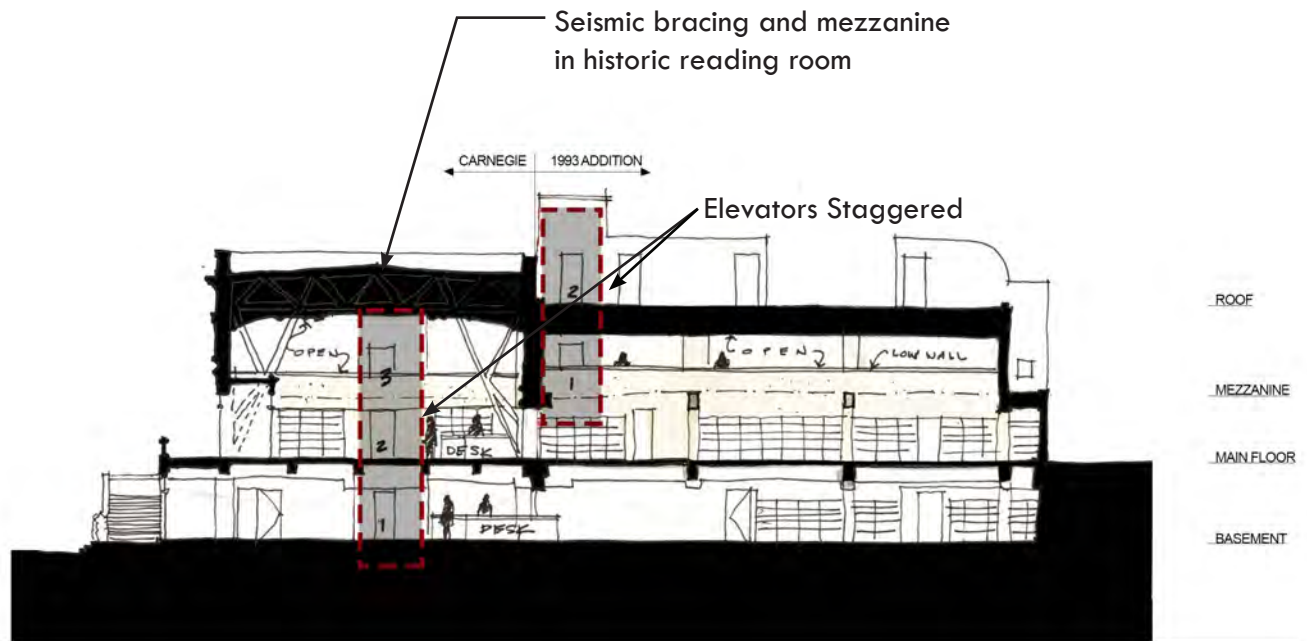 Seismic bracing and mezzanine
in historic reading room
CARNEGIE
1993 ADDITION
Elevators Staggered
2
ROOF
OPEN
OPEN
LOW WALL
3
1
MEZZANINE
2
DESK
MAIN FLOOR
1
DESK
BASEMENT